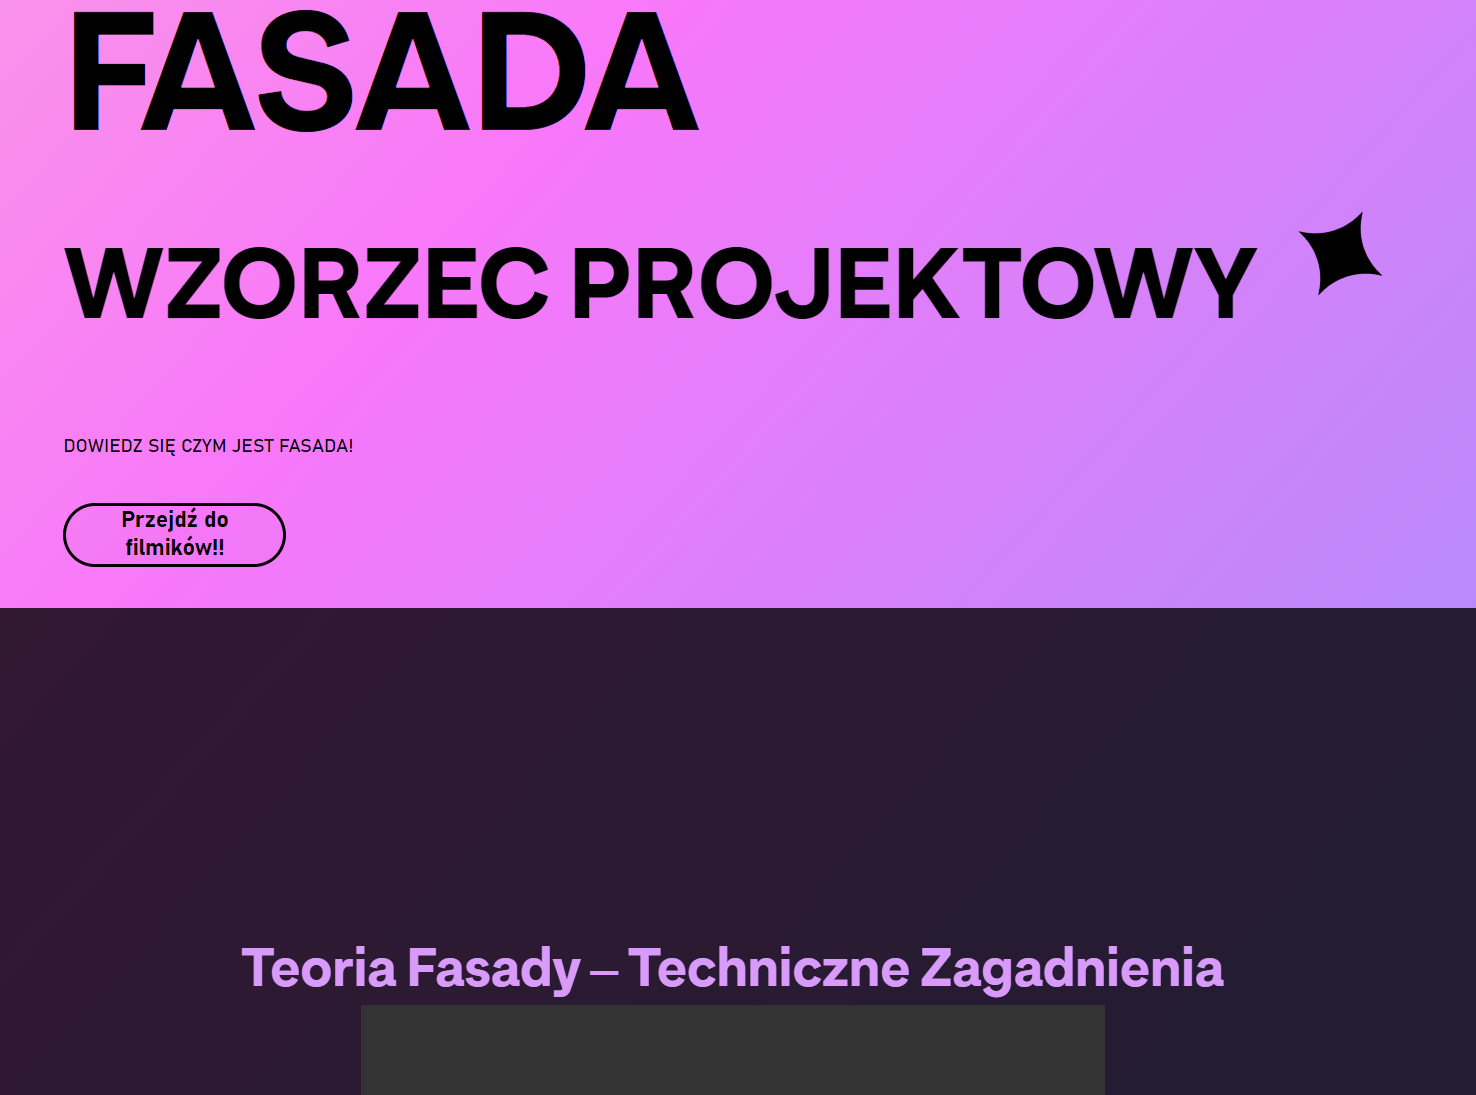 FASADA
WZORZEC PROJEKTOWY
DOWIEDZ SIĘ CZYM JEST FASADA!
Przejdź do
filmików!!
Teoria Fasady – Techniczne Zagadnienia